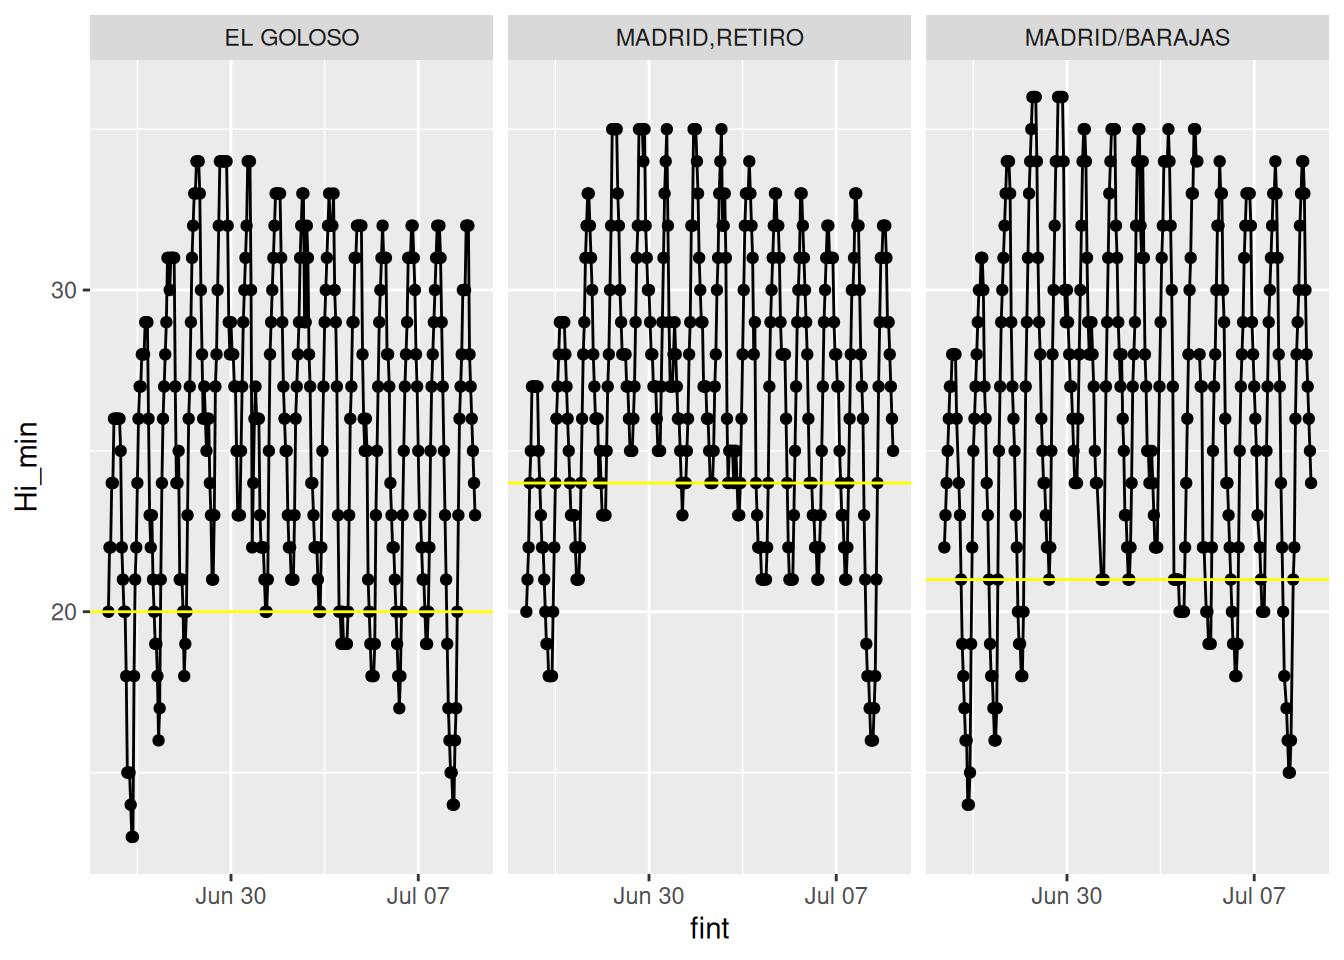 EL GOLOSO MADRID,RETIRO MADRID/BARAJAS
Hi_min
30
20
Jun 30 Jul 07 Jun 30 Jul 07 Jun 30 Jul 07
fint